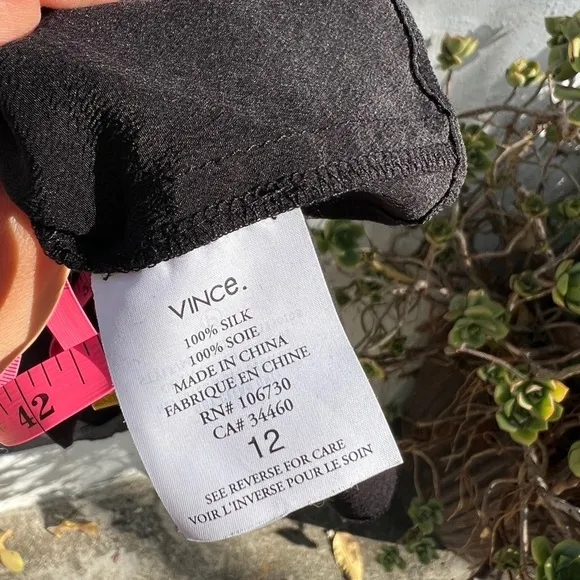 VINCE.
100% SILK
100% SOIE
MADE IN CHINA
FABRIQUE EN CHINE
RN# 106730
CA# 34460
12
SEE REVERSE FOR CARE
VOIR L'INVERSE POUR LE SOIN
42